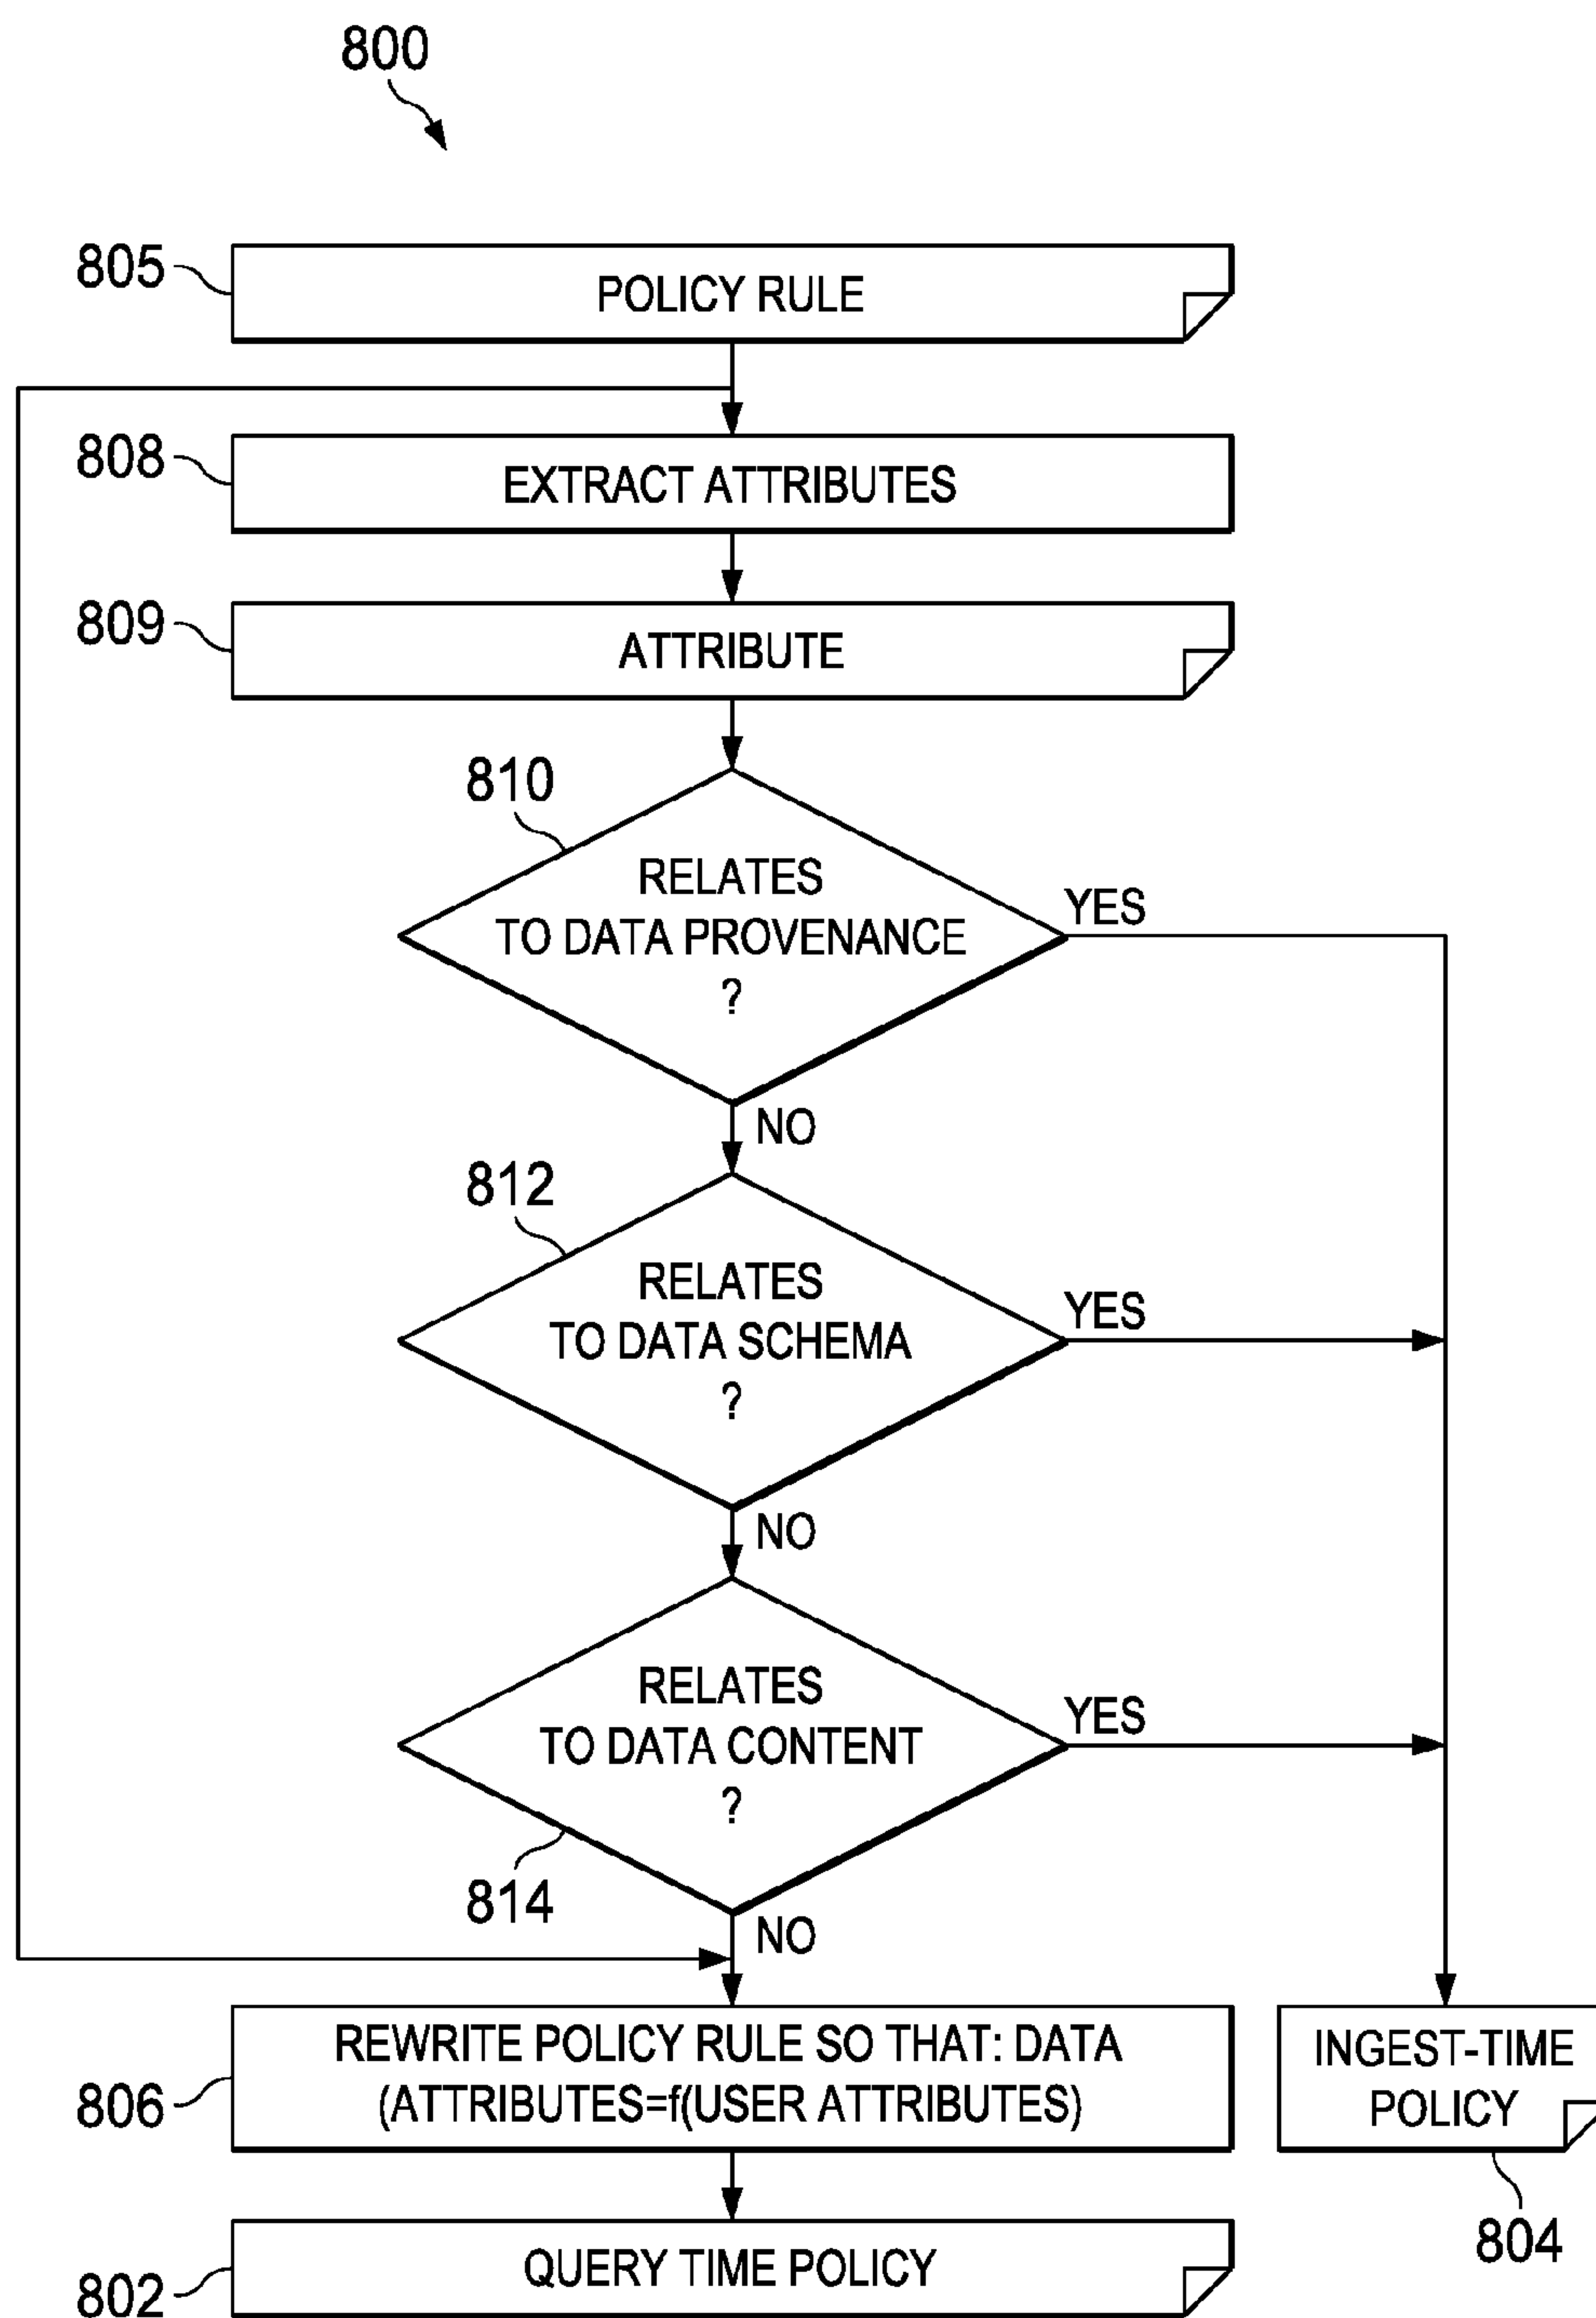 800
805
POLICY RULE
808
EXTRACT ATTRIBUTES
809
ATTRIBUTE
810
RELATES
TO DATA PROVENANCE
?
YES
NO
812
RELATES
TO DATA SCHEMA
?
YES
NO
RELATES
TO DATA CONTENT
?
YES
814
NO
806
REWRITE POLICY RULE SO THAT: DATA
(ATTRIBUTES=f(USER ATTRIBUTES)
INGEST-TIME
POLICY
804
802
QUERY TIME POLICY